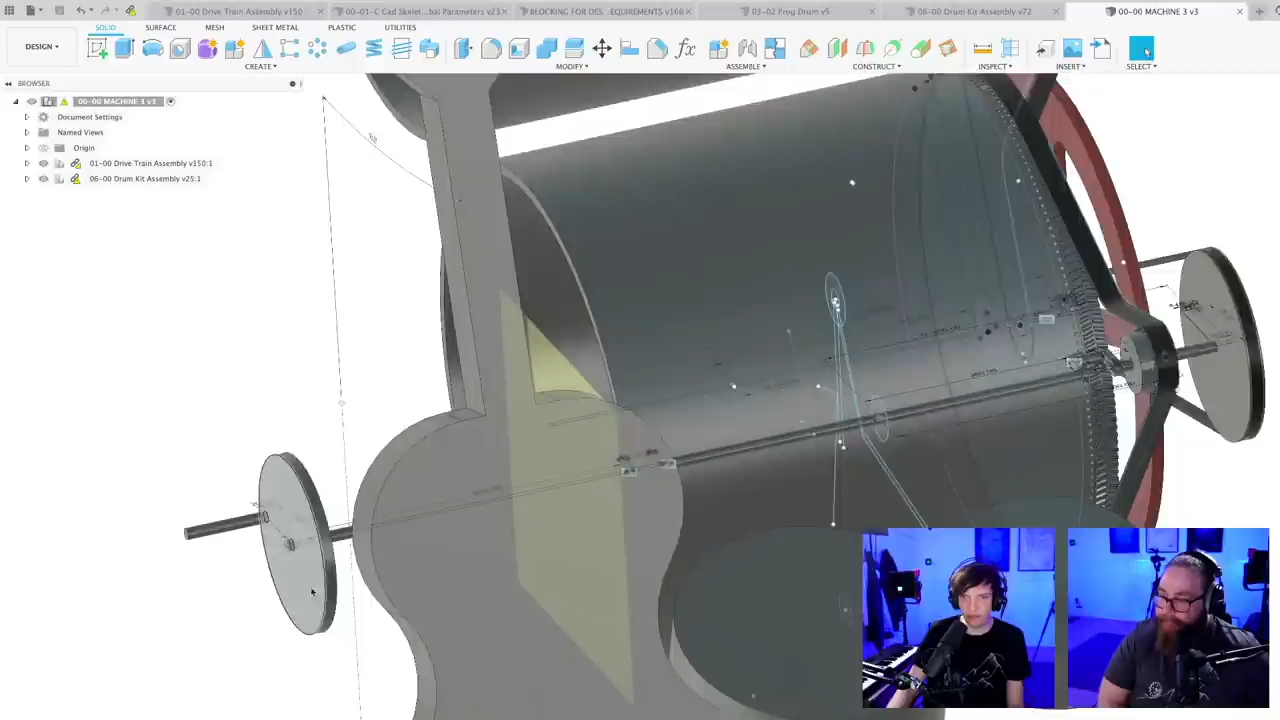 01-00 Drive Train Assembly v150
00-01-C Cad Skelet...bal Parameters v23
BLOCKING FOR DES...EQUIREMENTS v166
03-02 Prog Drum v5
06-00 Drum Kit Assembly v72
00-00 MACHINE 3 v3
SOLID
SURFACE
MESH
SHEET METAL
PLASTIC
UTILITIES
DESIGN
CREATE
MODIFY
ASSEMBLE
CONSTRUCT
INSPECT
INSERT
SELECT
BROWSER
00-00 MACHINE 3 v3
Document Settings
Named Views
Origin
01-00 Drive Train Assembly v150:1
06-00 Drum Kit Assembly v25:1